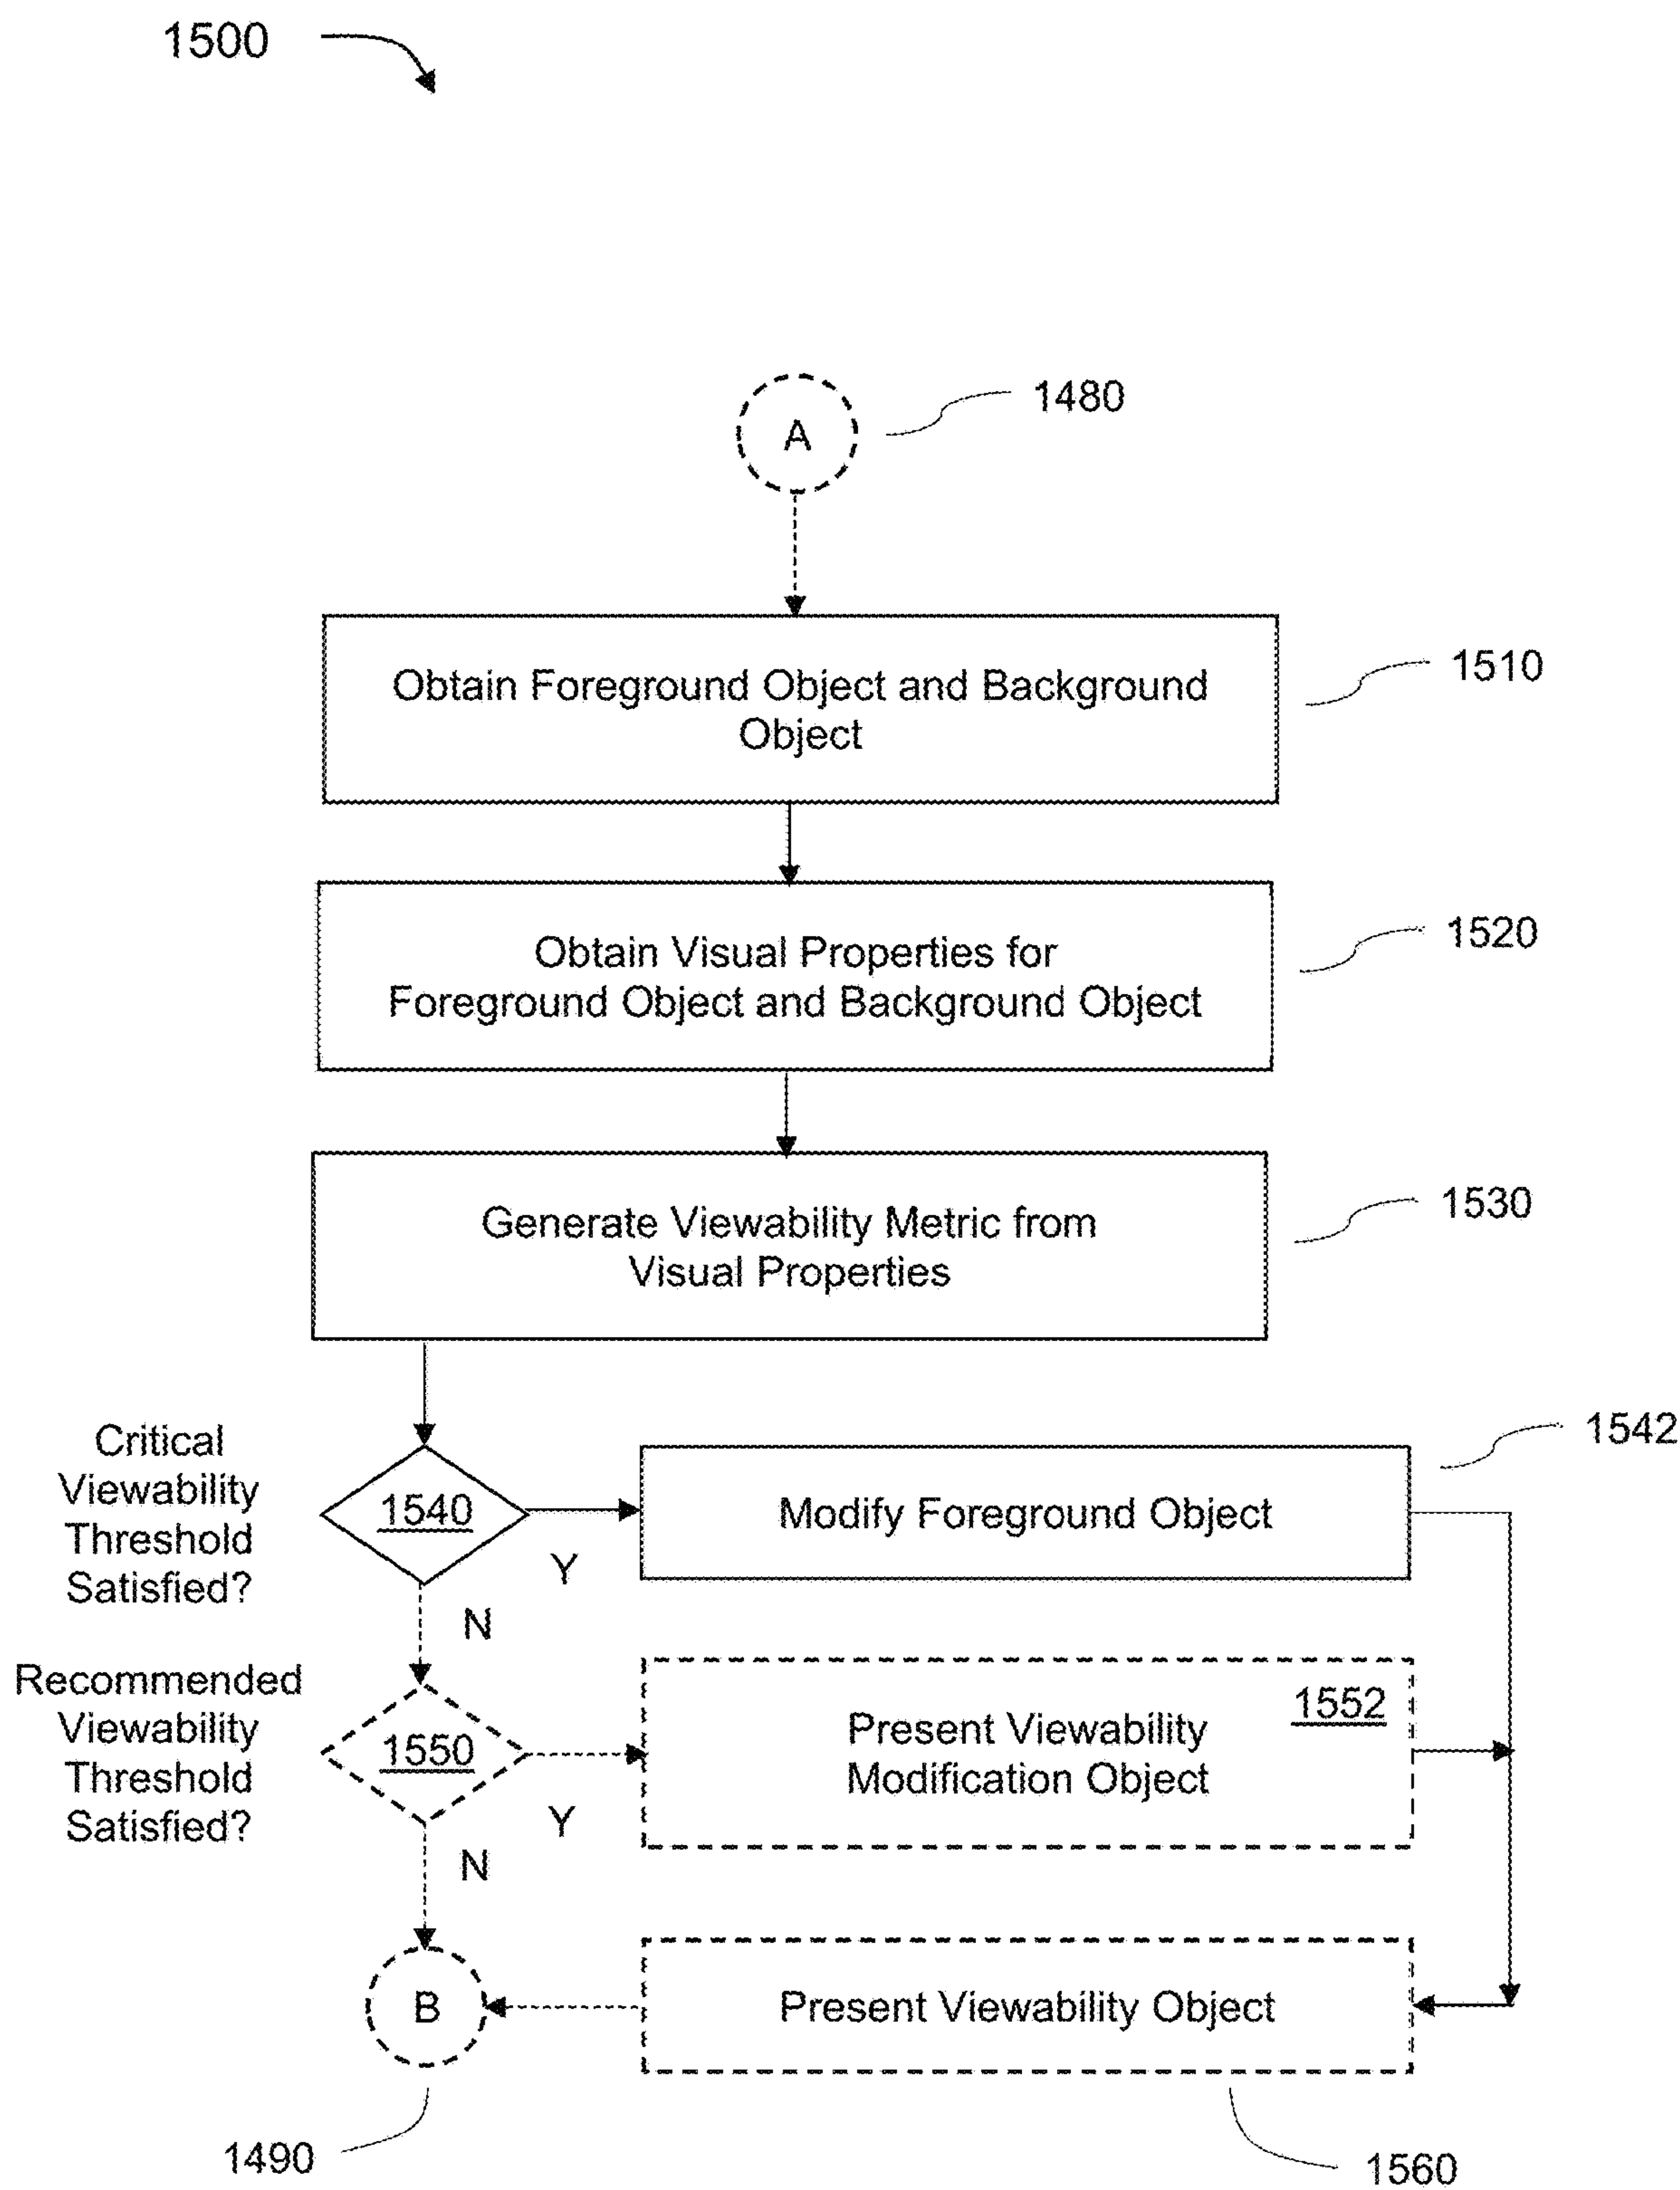 1500
A
1480
Obtain Foreground Object and Background
Object
1510
Obtain Visual Properties for
Foreground Object and Background Object
1520
Generate Viewability Metric from
Visual Properties
1530
Critical
Viewability
Threshold
Satisfied?
1540
Y
N
Modify Foreground Object
1542
Recommended
Viewability
Threshold
Satisfied?
1550
Y
N
1552
Present Viewability
Modification Object
B
Present Viewability Object
1490
1560